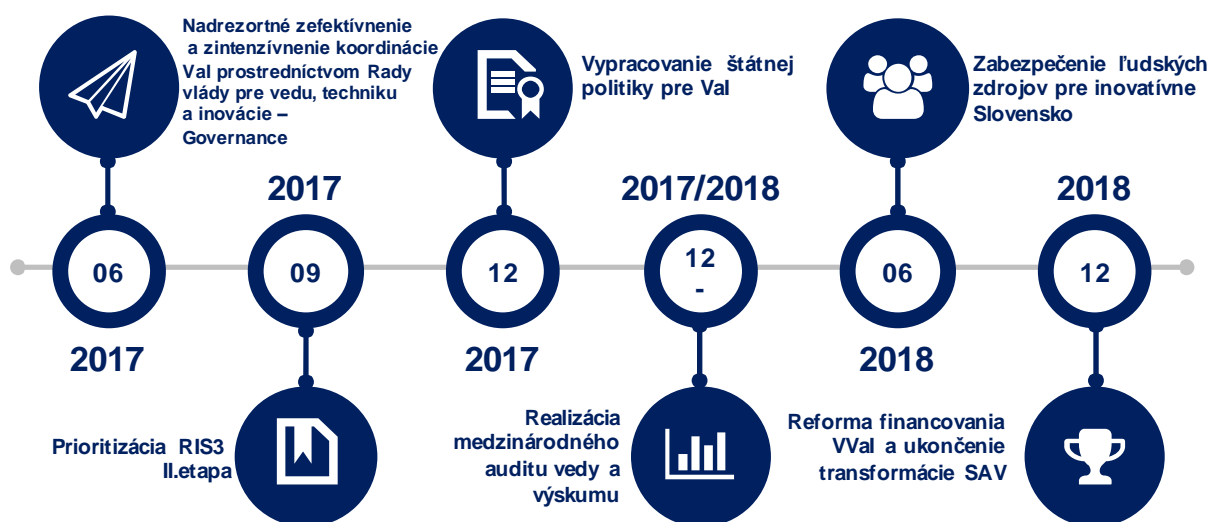 Nadrezortné zefektívnenie
a zintenzívnenie koordinácie
VaI prostredníctvom Rady
vlády pre vedu, techniku
a inovácie –
Governance
06
2017
2017
09
Prioritizácia RIS3
II.etapa
Vypracovanie štátnej
politiky pre VaI
12
2017
2017/2018
12
-
Realizácia
medzinárodného
auditu vedy a
výskumu
Zabezpečenie ľudských
zdrojov pre inovatívne
Slovensko
06
2018
2018
12
Reforma financovania
VVaI a ukončenie
transformácie SAV